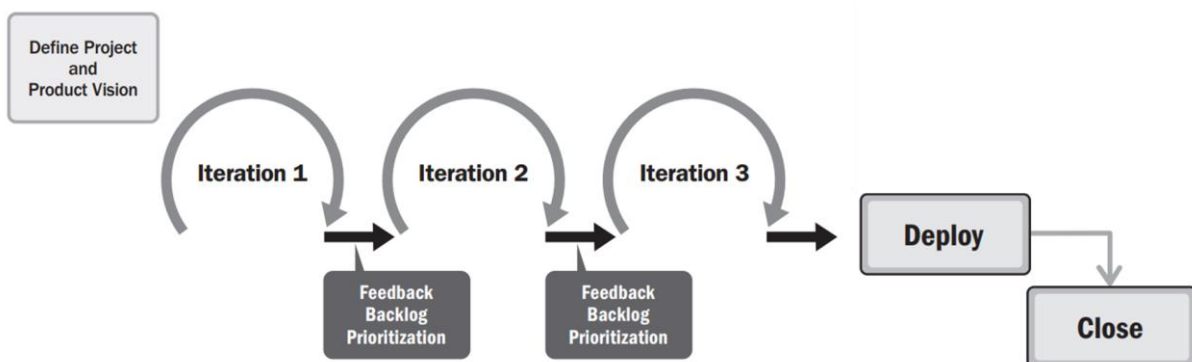 Define Project
and
Product Vision
Iteration 1
Iteration 2
Iteration 3
Feedback
Backlog
Prioritization
Feedback
Backlog
Prioritization
Deploy
Close